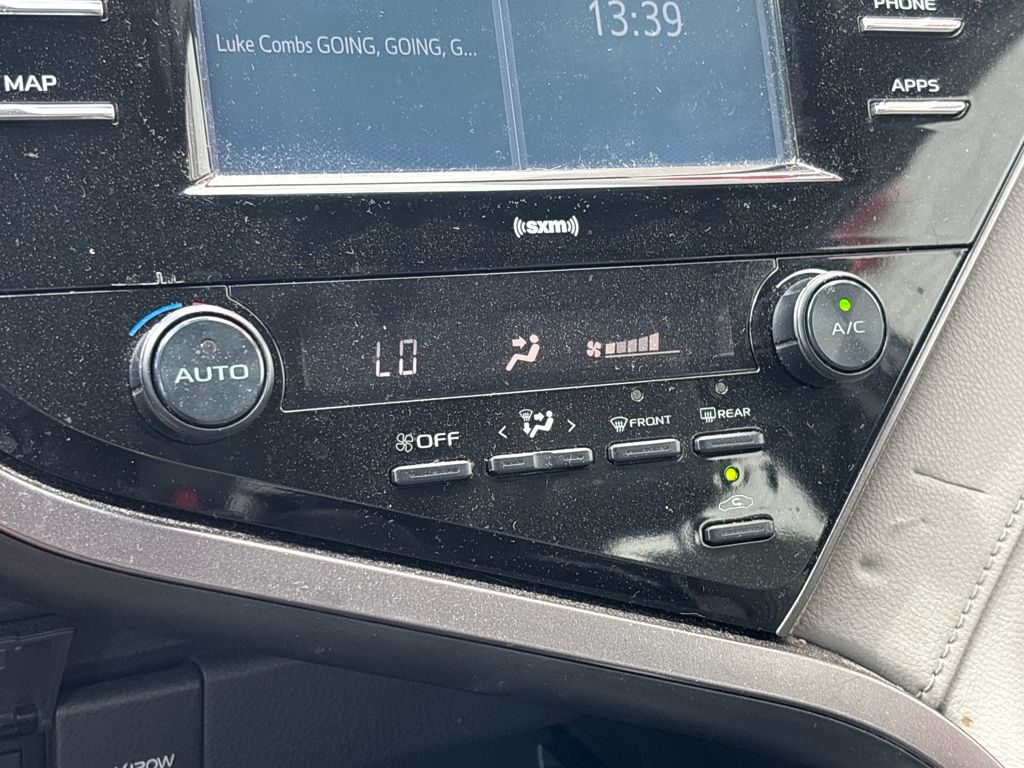 PHONE
13:39
Luke Combs GOING, GOING, G...
MAP
APPS
sxm
AUTO
LO
A/C
OFF
< >
FRONT
REAR